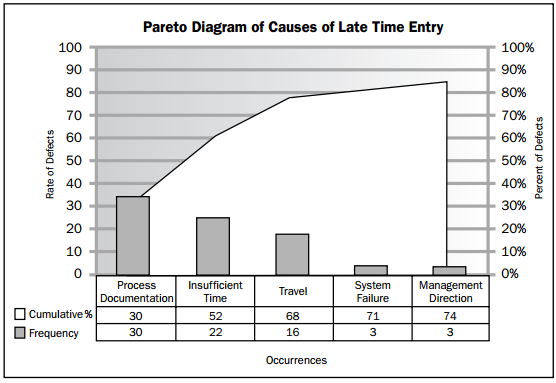 Pareto Diagram of Causes of Late Time Entry
100 100%
90 90%
80 80%
70 70%
60 60%
50 50%
40 40%
30 30%
20 20%
10 10%
0 0%
Rate of Defects
Percent of Defects
Process Documentation Insufficient Time Travel System Failure Management Direction
Cumulative % 30 52 68 71 74
Frequency 30 22 16 3 3
Occurrences